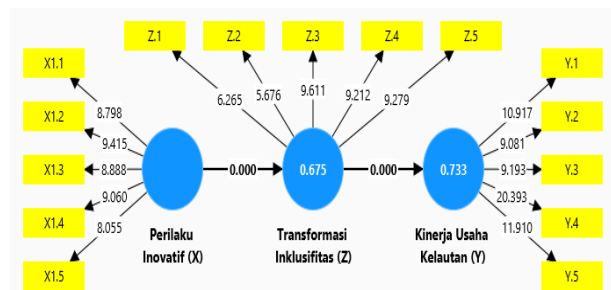 Z.1
Z.2
Z.3
Z.4
Z.5
X1.1
X1.2
X1.3
X1.4
X1.5
Y.1
Y.2
Y.3
Y.4
Y.5
6.265
5.676
9.611
9.212
9.279
8.798
9.415
8.888
9.060
8.055
10.917
9.081
9.193
20.393
11.910
0.000
0.675
0.000
0.733
Perilaku
Inovatif (X)
Transformasi
Inklusifitas (Z)
Kinerja Usaha
Kelautan (Y)